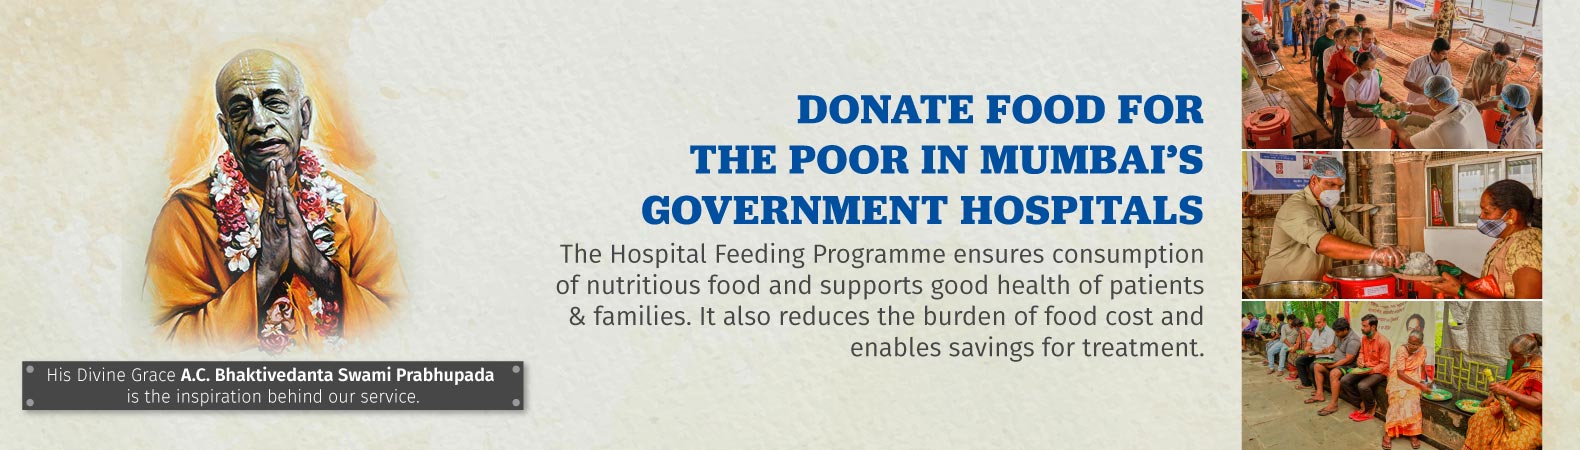 DONATE FOOD FOR
THE POOR IN MUMBAI'S
GOVERNMENT HOSPITALS
The Hospital Feeding Programme ensures consumption
of nutritious food and supports good health of patients
& families. It also reduces the burden of food cost and
enables savings for treatment.
His Divine Grace A.C. Bhaktivedanta Swami Prabhupada
is the inspiration behind our service.